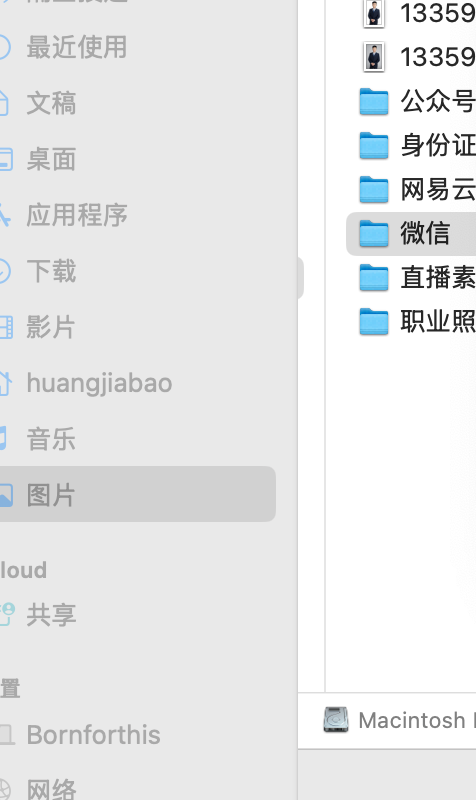 最近使用
文稿
桌面
应用程序
下载
影片
huangjiabao
音乐
图片
loud
共享
置
Bornforthis
网络
13359
13359
公众号
身份证
网易云
微信
直播素
职业照
Macintosh